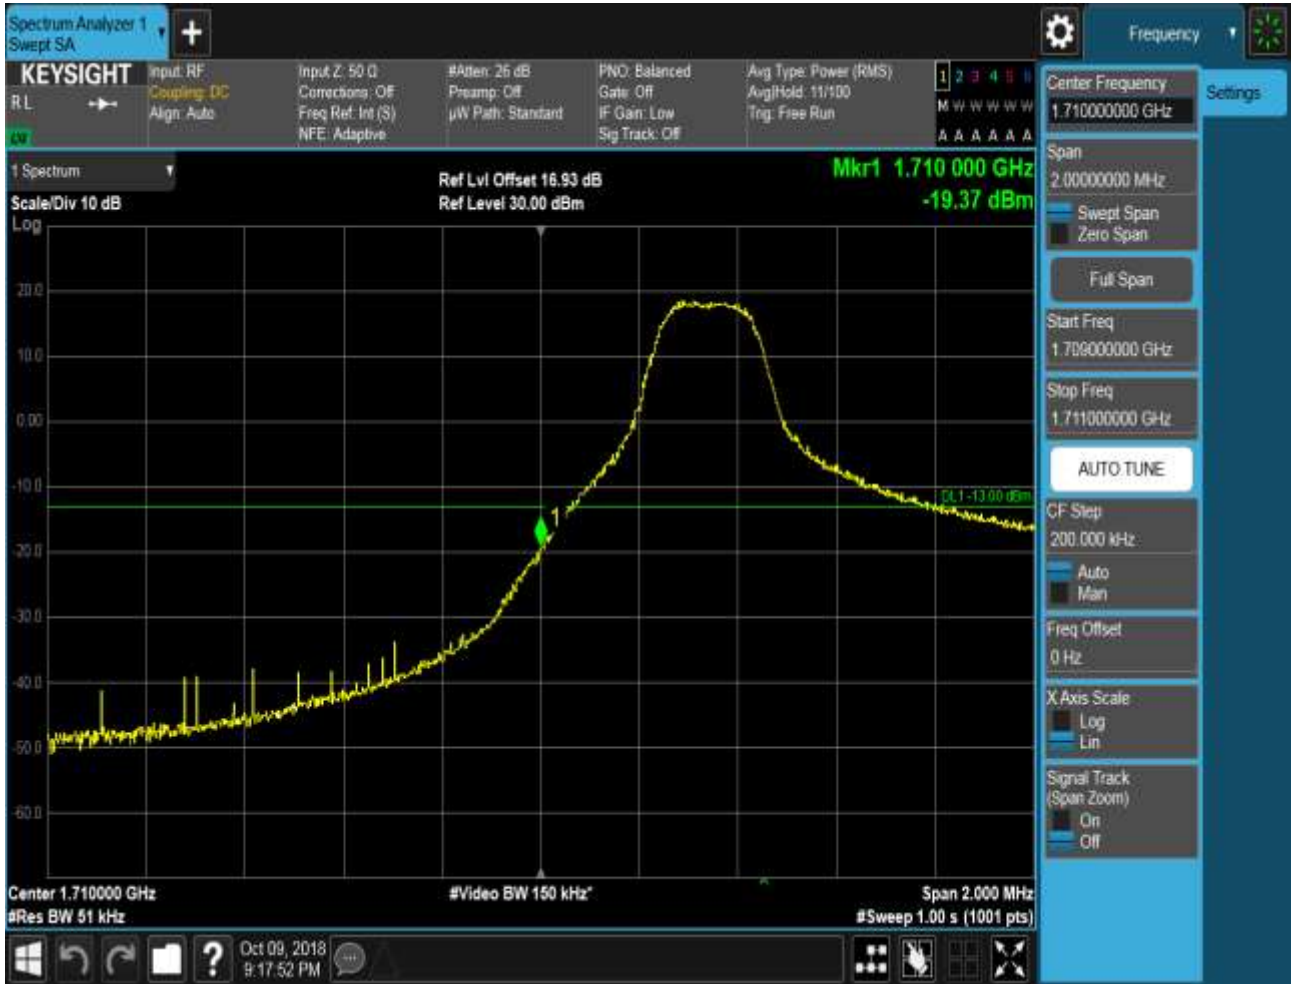 Spectrum Analyzer 1
Swept SA
+
Frequency
KEYSIGHT
R L
Input: RF
Coupling: DC
Align: Auto
Input Z: 50 Ω
Corrections: Off
Freq Ref: Int (S)
NFE: Adaptive
#Atten: 26 dB
Preamp: Off
µW Path: Standard
PNO: Balanced
Gate: Off
IF Gain: Low
Sig Track: Off
Avg Type: Power (RMS)
Avg|Hold: 11/100
Trig: Free Run
1 2 3 4 5 6
M W W W W W
A A A A A A
1 Spectrum
Scale/Div 10 dB
Log
Ref Lvl Offset 16.93 dB
Ref Level 30.00 dBm
Mkr1 1.710 000 GHz
-19.37 dBm
20.0
10.0
0.00
-10.0
-20.0
-30.0
-40.0
-50.0
-60.0
DL1 -13.00 dBm
1
Center 1.710000 GHz
#Res BW 51 kHz
#Video BW 150 kHz*
Span 2.000 MHz
#Sweep 1.00 s (1001 pts)
Center Frequency
1.710000000 GHz
Settings
Span
2.00000000 MHz
Swept Span
Zero Span
Full Span
Start Freq
1.709000000 GHz
Stop Freq
1.711000000 GHz
AUTO TUNE
CF Step
200.000 kHz
Auto
Man
Freq Offset
0 Hz
X Axis Scale
Log
Lin
Signal Track
(Span Zoom)
On
Off
?
Oct 09, 2018
9:17:52 PM